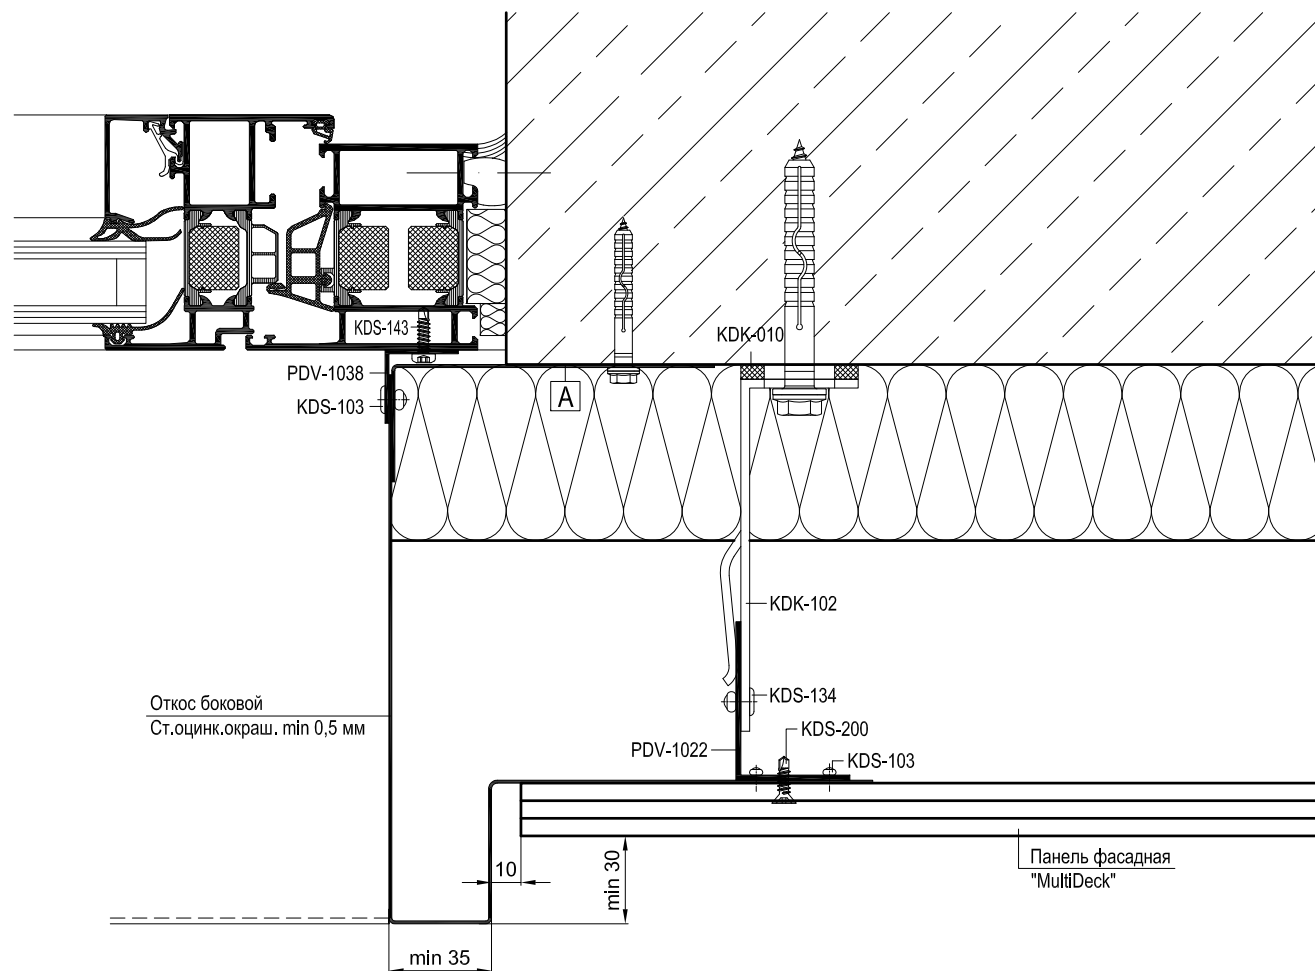 KDS-143
KDK-010
PDV-1038
KDS-103
A
KDK-102
Откос боковой
Ст.оцинк.окраш. min 0,5 мм
KDS-134
KDS-200
PDV-1022
KDS-103
10
min 30
Панель фасадная
"MultiDeck"
min 35